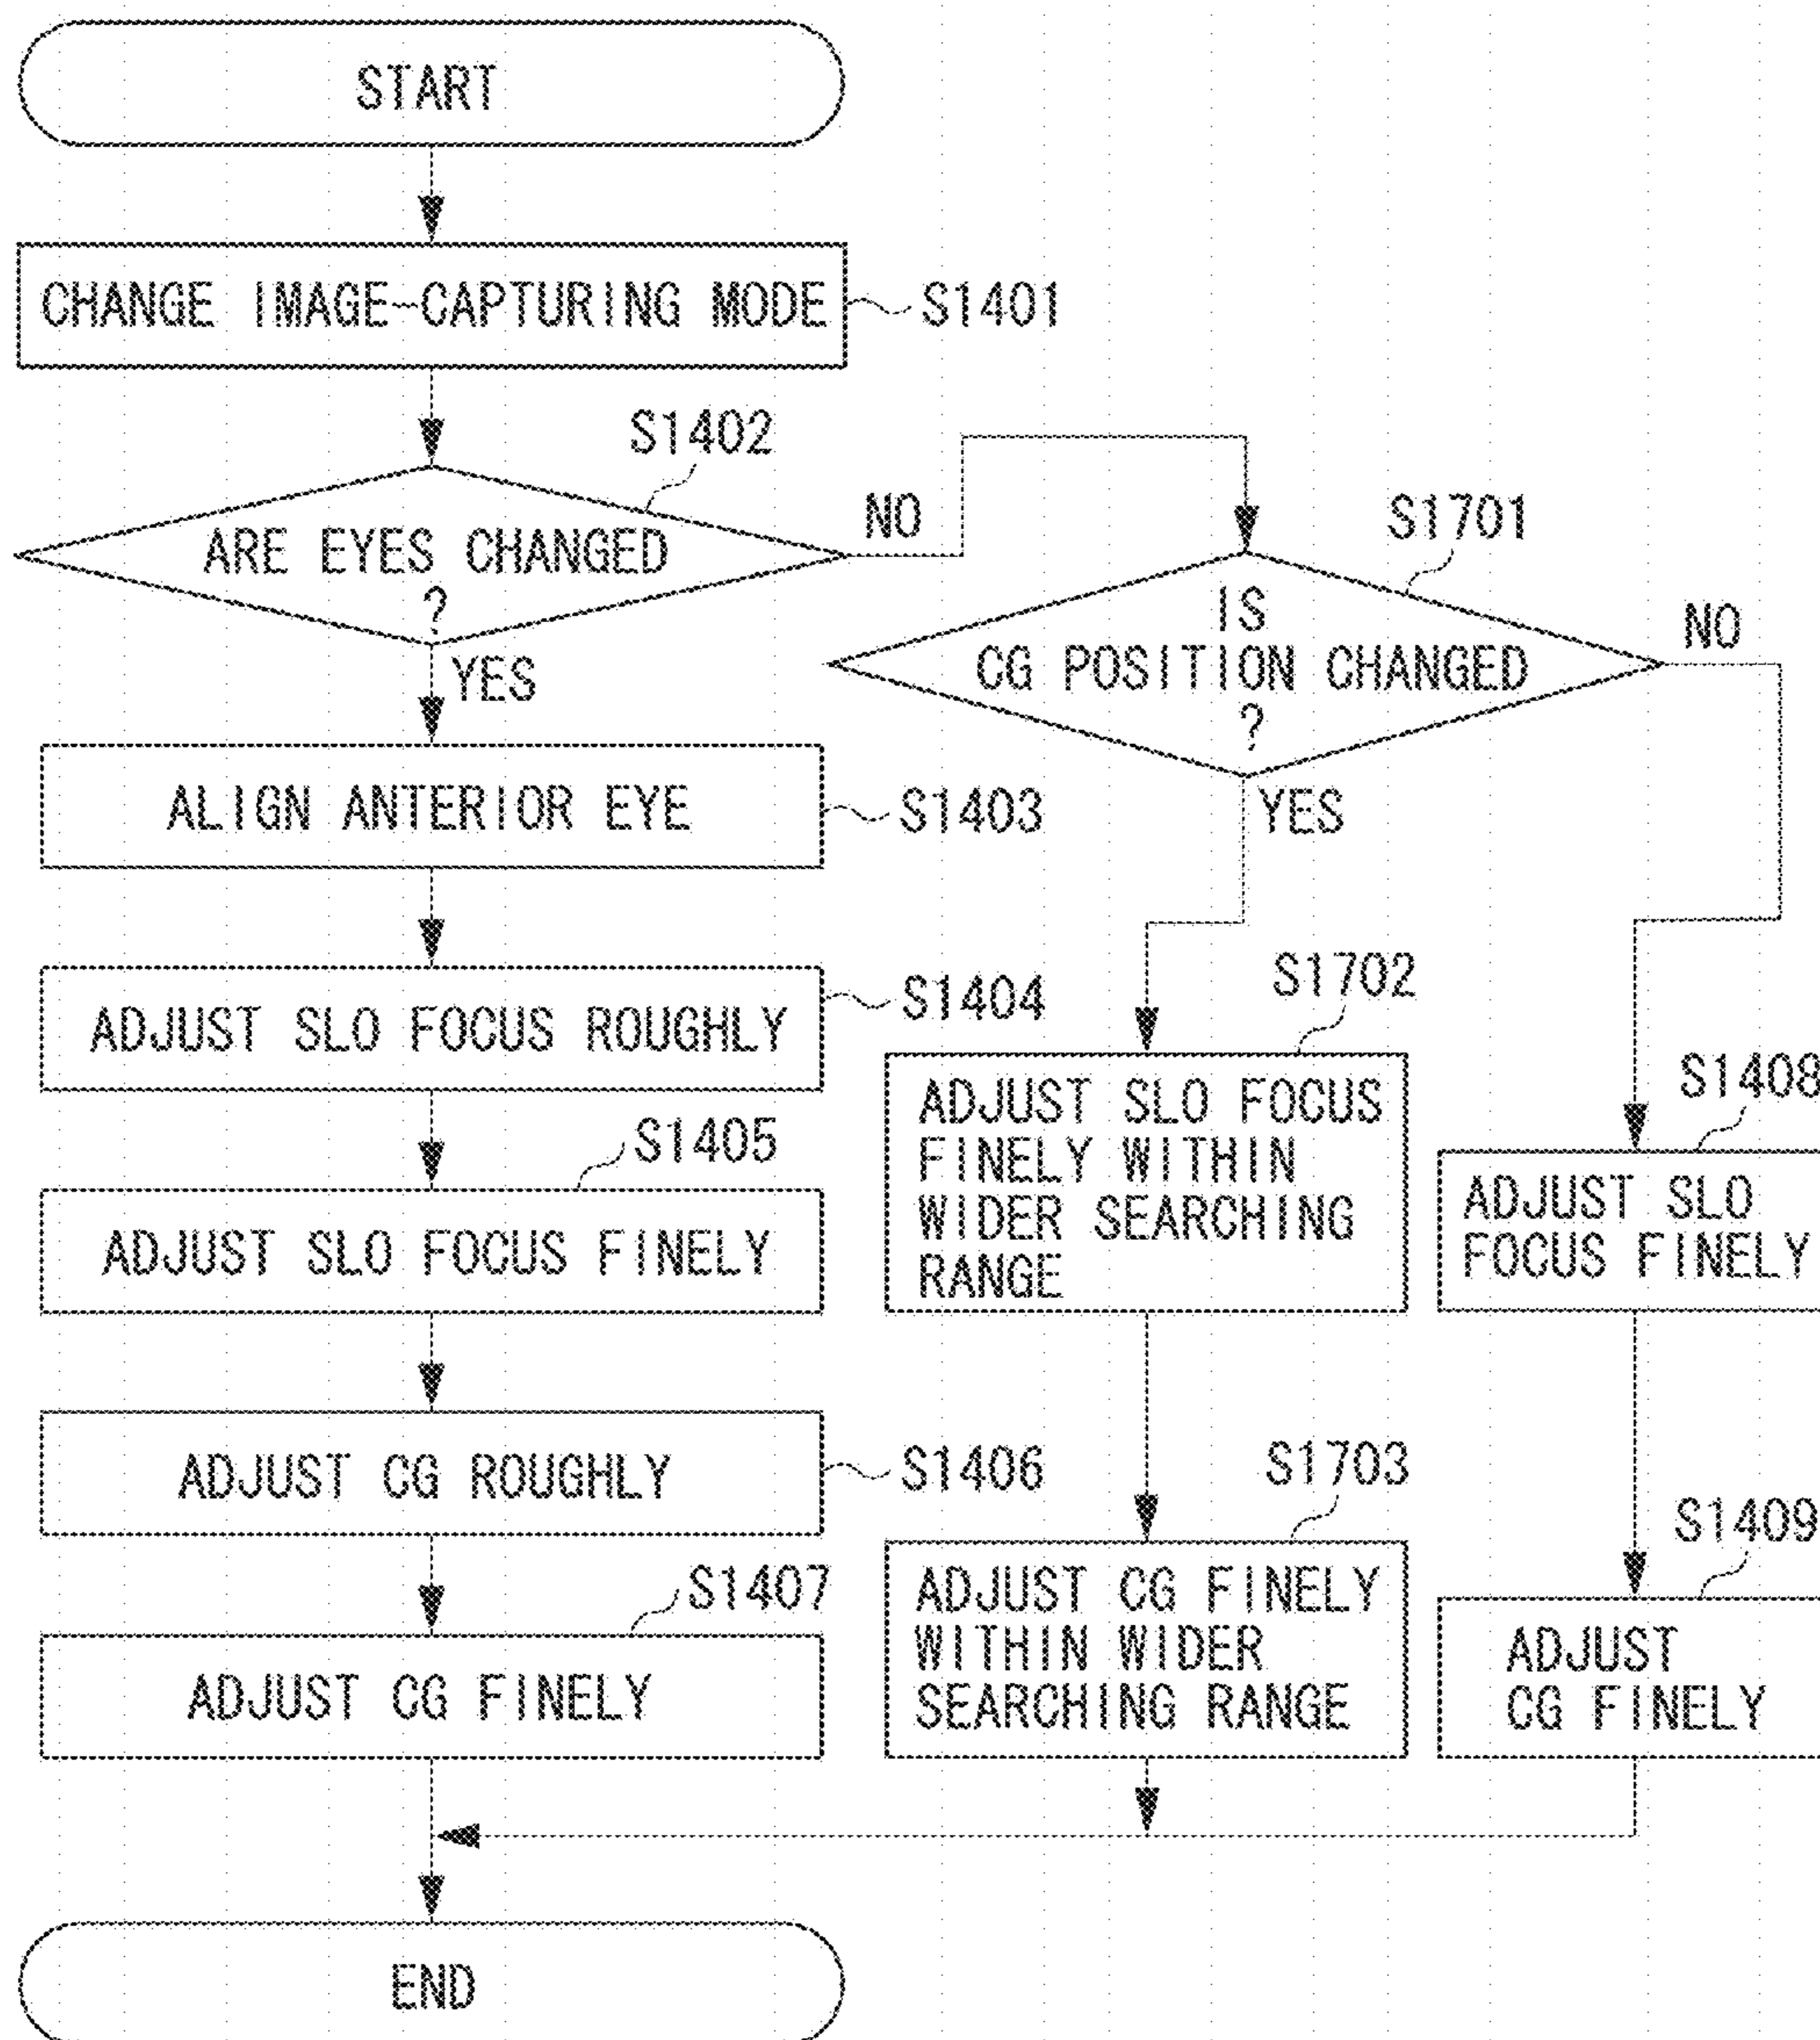 START
CHANGE IMAGE-CAPTURING MODE
S1401
S1402
ARE EYES CHANGED
?
NO
YES
S1701
IS
CG POSITION CHANGED
?
NO
YES
ALIGN ANTERIOR EYE
S1403
ADJUST SLO FOCUS ROUGHLY
S1404
S1405
ADJUST SLO FOCUS FINELY
ADJUST CG ROUGHLY
S1406
S1407
ADJUST CG FINELY
S1702
ADJUST SLO FOCUS
FINELY WITHIN
WIDER SEARCHING
RANGE
S1703
ADJUST CG FINELY
WITHIN WIDER
SEARCHING RANGE
S1408
ADJUST SLO
FOCUS FINELY
S1409
ADJUST
CG FINELY
END